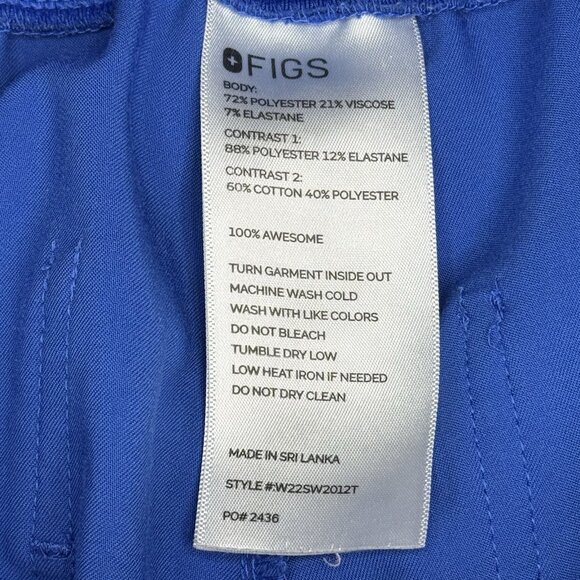 FIGS
BODY:
72% POLYESTER 21% VISCOSE
7% ELASTANE
CONTRAST 1:
88% POLYESTER 12% ELASTANE
CONTRAST 2:
60% COTTON 40% POLYESTER
100% AWESOME
TURN GARMENT INSIDE OUT
MACHINE WASH COLD
WASH WITH LIKE COLORS
DO NOT BLEACH
TUMBLE DRY LOW
LOW HEAT IRON IF NEEDED
DO NOT DRY CLEAN
MADE IN SRI LANKA
STYLE #:W22SW2012T
PO# 2436